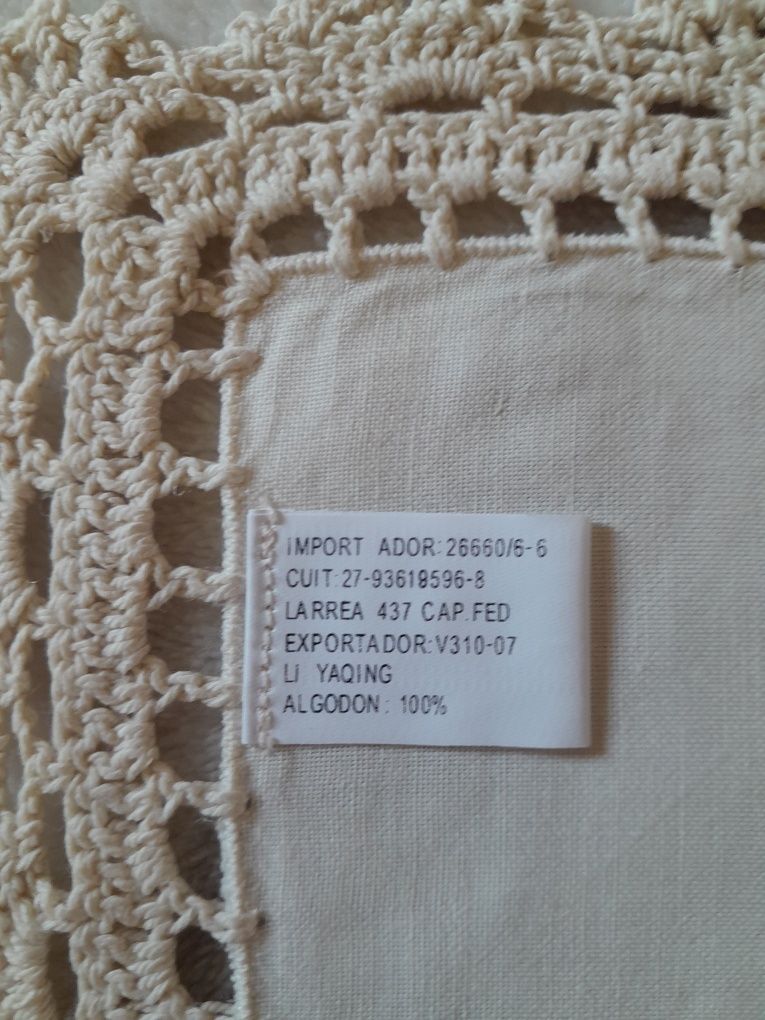 IMPORT ADOR:26660/6-6
CUIT:27-93618596-8
LARREA 437 CAP.FED
EXPORTADOR:V310-07
Li YAQING
ALGODON: 100%